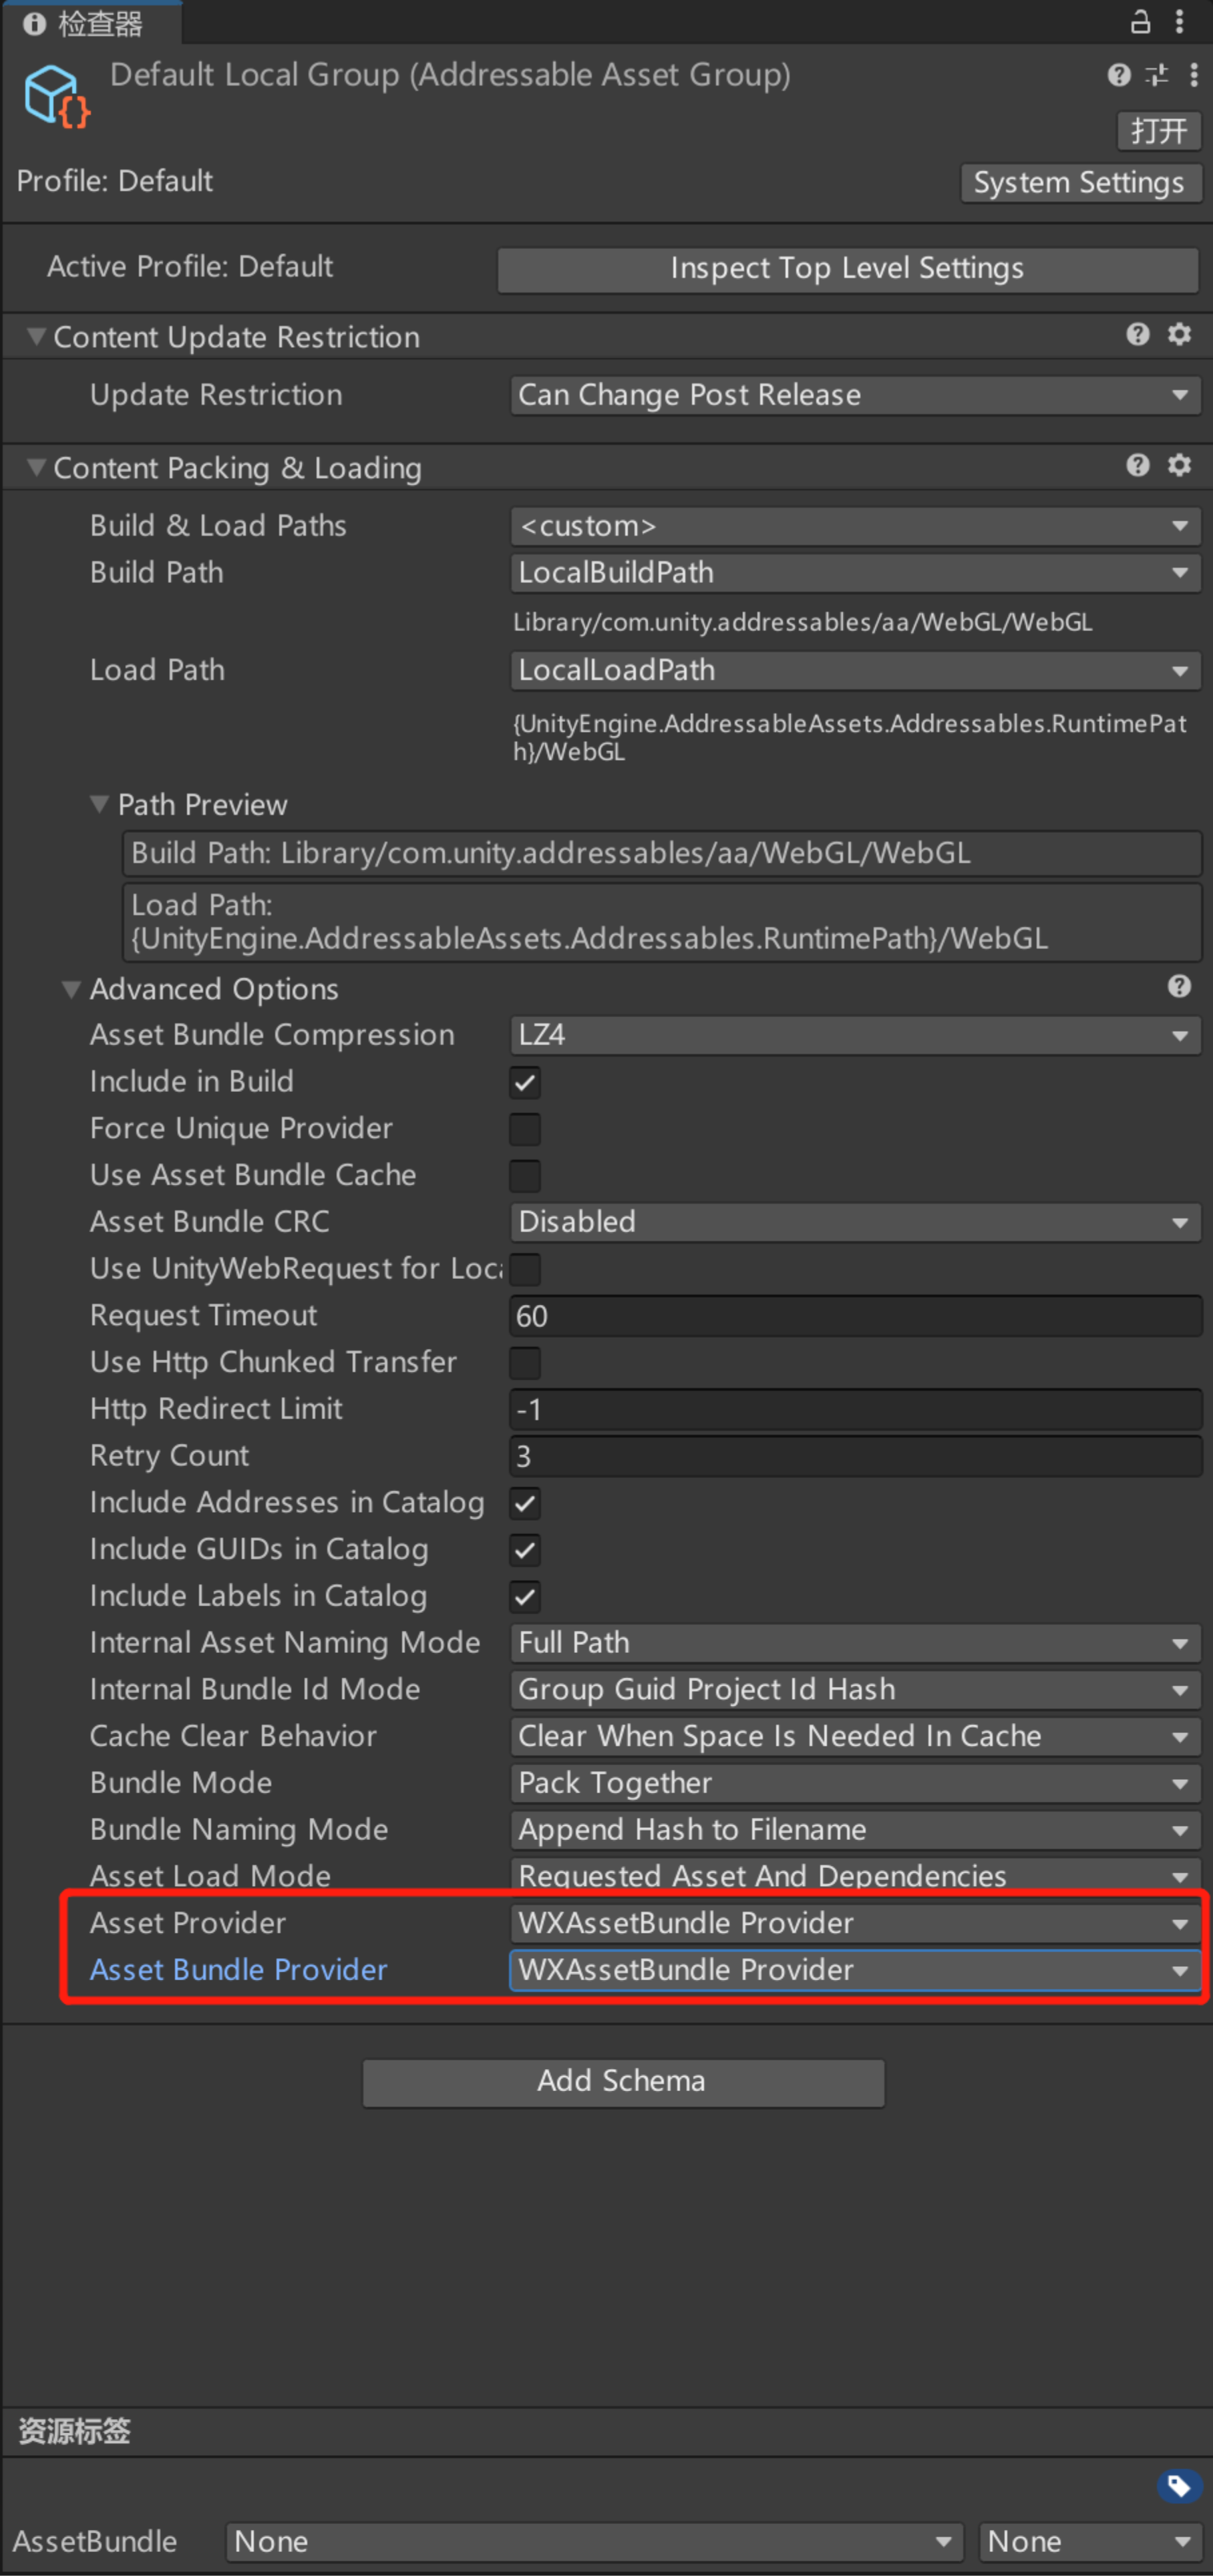 检查器
Default Local Group (Addressable Asset Group)
打开
Profile: Default
System Settings
Active Profile: Default
Inspect Top Level Settings
Content Update Restriction
Update Restriction
Can Change Post Release
Content Packing & Loading
Build & Load Paths
<custom>
Build Path
LocalBuildPath
Library/com.unity.addressables/aa/WebGL/WebGL
Load Path
LocalLoadPath
{UnityEngine.AddressableAssets.Addressables.RuntimePat
h}/WebGL
Path Preview
Build Path: Library/com.unity.addressables/aa/WebGL/WebGL
Load Path:
{UnityEngine.AddressableAssets.Addressables.RuntimePath}/WebGL
Advanced Options
Asset Bundle Compression
LZ4
Include in Build
Force Unique Provider
Use Asset Bundle Cache
Asset Bundle CRC
Disabled
Use UnityWebRequest for Loca
Request Timeout
60
Use Http Chunked Transfer
Http Redirect Limit
-1
Retry Count
3
Include Addresses in Catalog
Include GUIDs in Catalog
Include Labels in Catalog
Internal Asset Naming Mode
Full Path
Internal Bundle Id Mode
Group Guid Project Id Hash
Cache Clear Behavior
Clear When Space Is Needed In Cache
Bundle Mode
Pack Together
Bundle Naming Mode
Append Hash to Filename
Asset Load Mode
Requested Asset And Dependencies
Asset Provider
WXAssetBundle Provider
Asset Bundle Provider
WXAssetBundle Provider
Add Schema
资源标签
AssetBundle
None
None